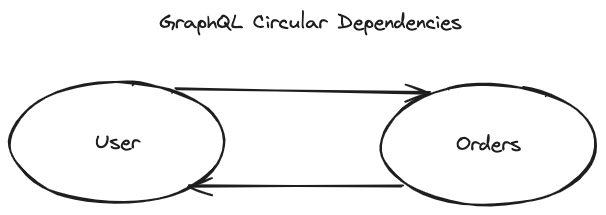 GraphQL Circular Dependencies
User
Orders